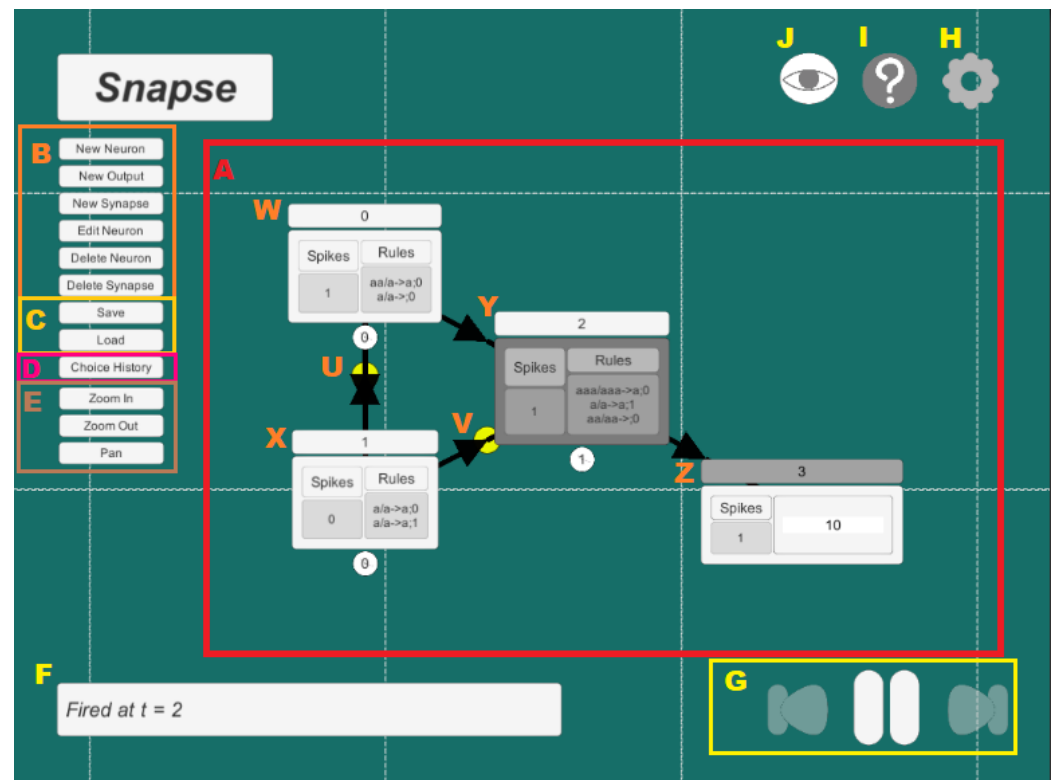 J
I
H
Snapse
B
New Neuron
New Output
New Synapse
Edit Neuron
Delete Neuron
Delete Synapse
C
Save
Load
D
Choice History
E
Zoom In
Zoom Out
Pan
A
W
0
Spikes
Rules
1
aa/a->a;0
a/a->;0
0
U
X
1
Spikes
Rules
0
a/a->a;0
a/a->a;1
0
Y
V
2
Spikes
Rules
1
aaa/aaa->a;0
a/a->a;1
aa/aa->;0
1
Z
3
Spikes
1
10
F
Fired at t = 2
G